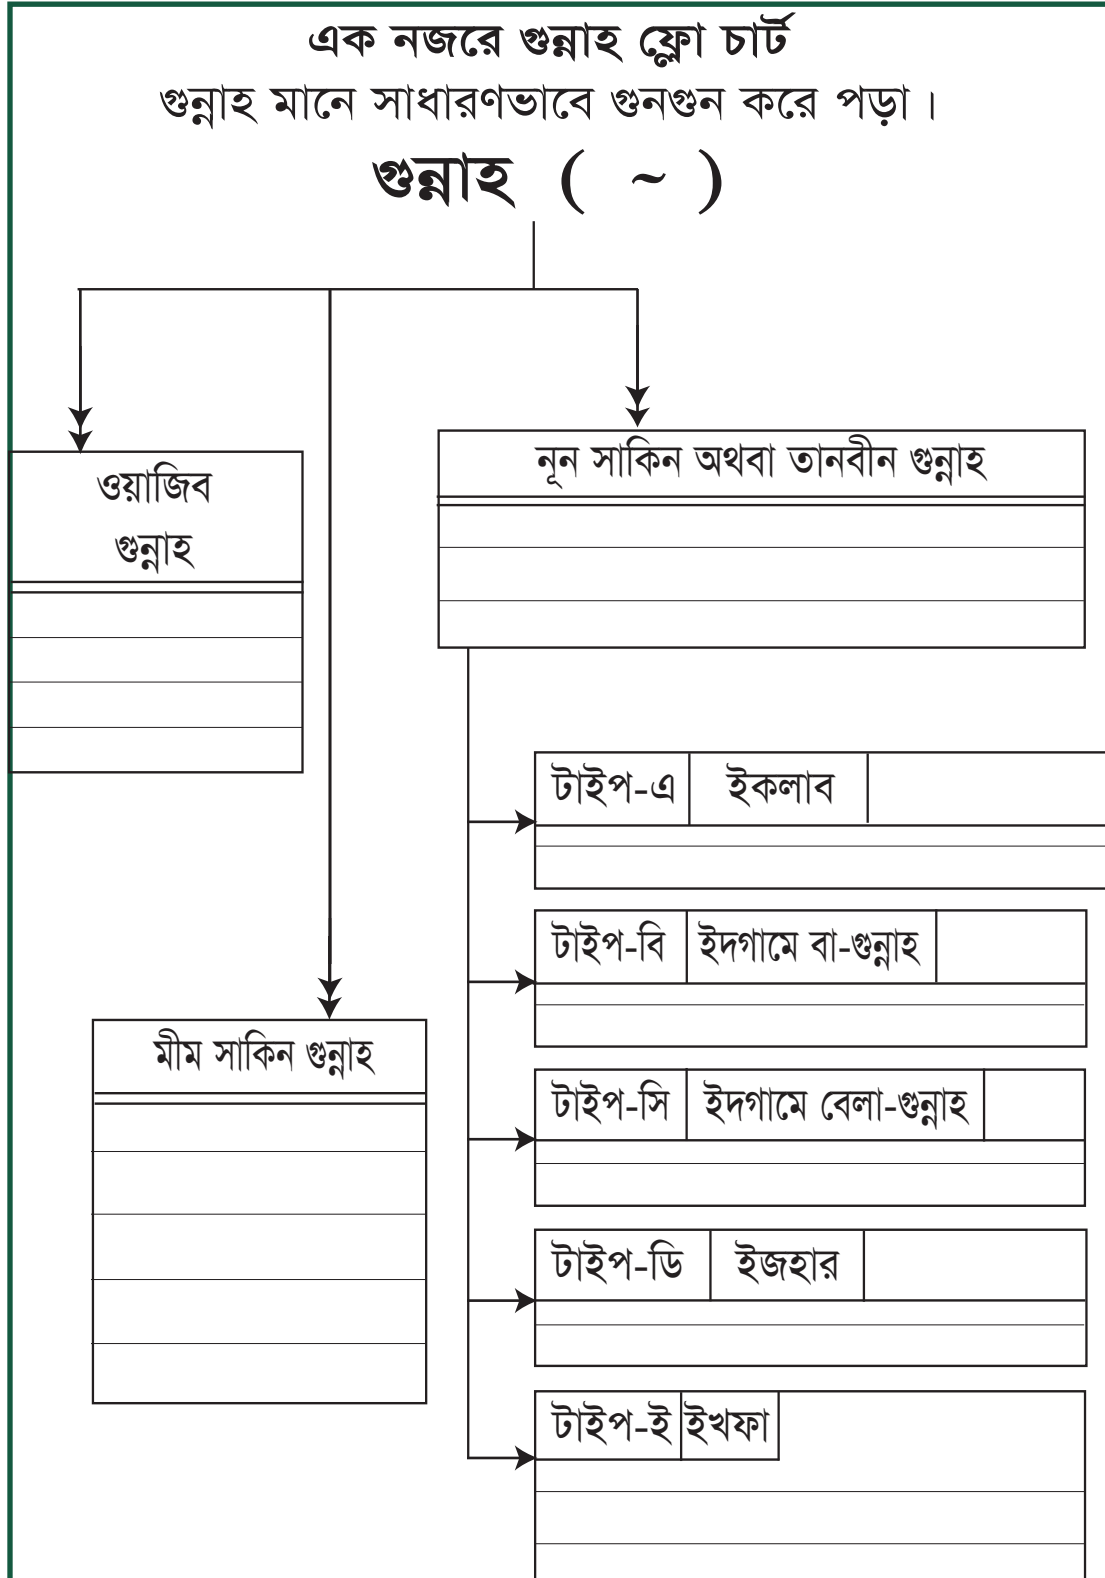 এক নজরে গুন্নাহ ফ্লো চার্ট
গুন্নাহ মানে সাধারণভাবে গুনগুন করে পড়া।
গুন্নাহ ( ~ )
ওয়াজিব
গুন্নাহ
নূন সাকিন অথবা তানবীন গুন্নাহ
টাইপ-এ ইকলাব
টাইপ-বি ইদগামে বা-গুন্নাহ
মীম সাকিন গুন্নাহ
টাইপ-সি ইদগামে বেলা-গুন্নাহ
টাইপ-ডি ইজহার
টাইপ-ই ইখফা